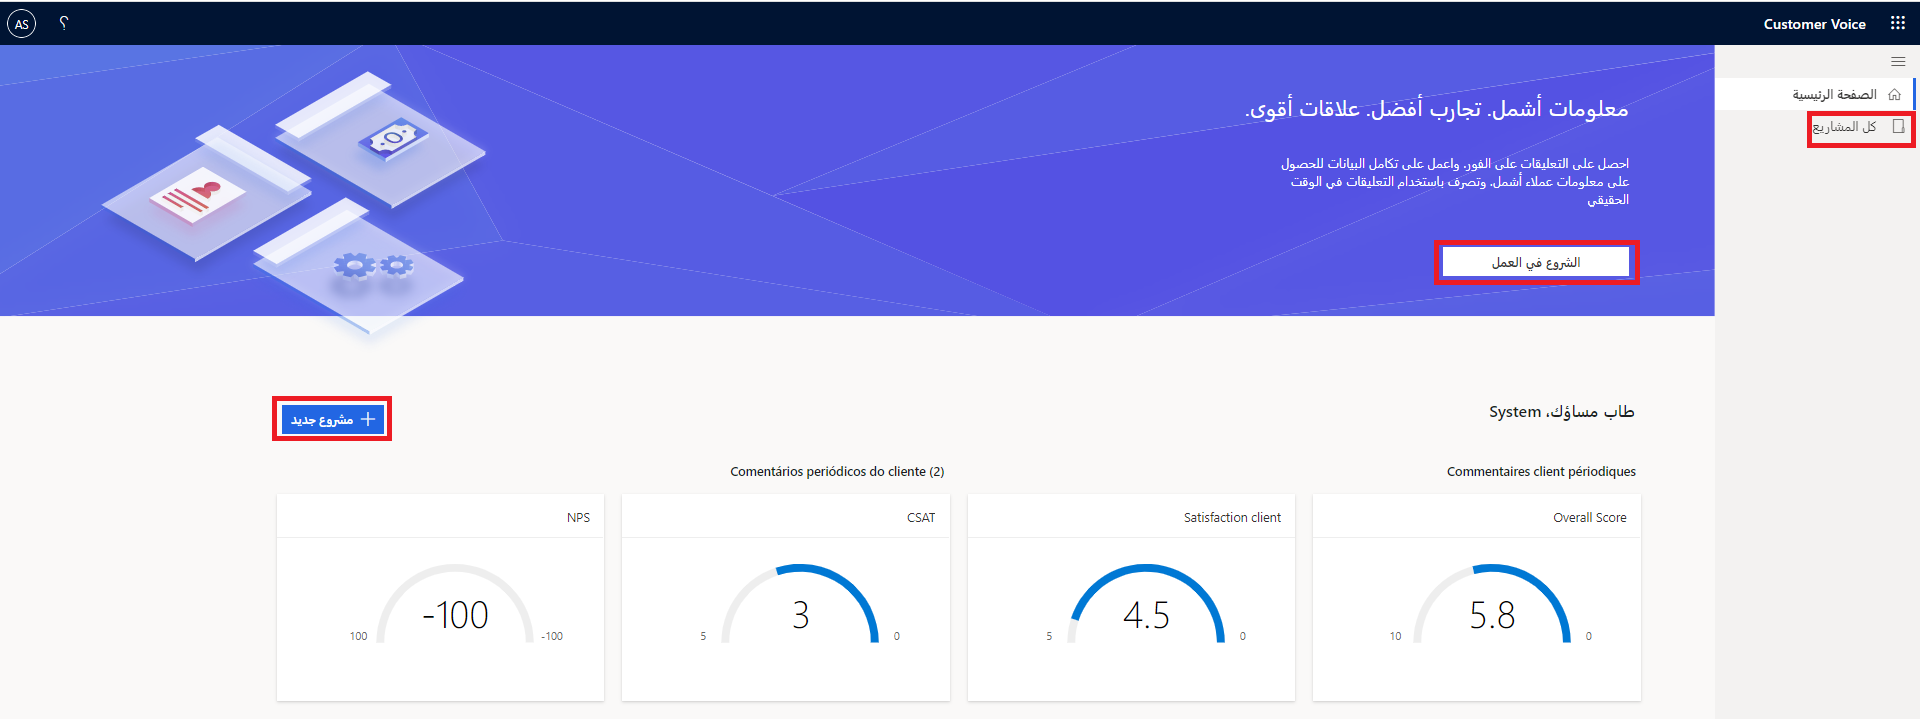 Customer Voice
؟
AS
الصفحة الرئيسية
كل المشاريع
معلومات أشمل. تجارب أفضل. علاقات أقوى.
احصل على التعليقات على الفور. واعمل على تكامل البيانات للحصول
على معلومات عملاء أشمل. وتصرف باستخدام التعليقات في الوقت
الحقيقي
الشروع في العمل
طاب مساؤك، System
مشروع جديد
Commentaires client périodiques
Comentários periódicos do cliente (2)
Overall Score
5.8
10
0
Satisfaction client
4.5
5
0
CSAT
3
5
0
NPS
-100
100
-100